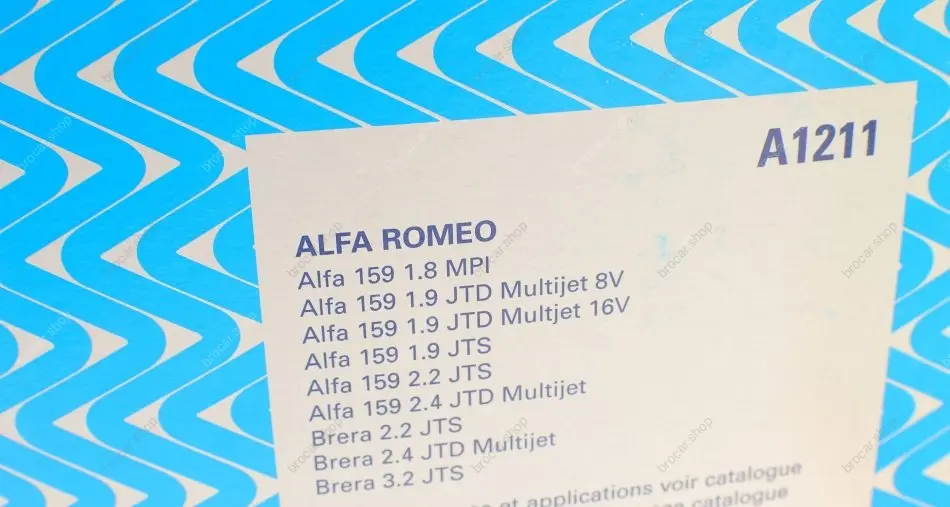 A1211
ALFA ROMEO
Alfa 159 1.8 MPI
Alfa 159 1.9 JTD Multijet 8V
Alfa 159 1.9 JTD Multjet 16V
Alfa 159 1.9 JTS
Alfa 159 2.2 JTS
Alfa 159 2.4 JTD Multijet
Brera 2.2 JTS
Brera 2.4 JTD Multijet
Brera 3.2 JTS
et applications voir catalogue
catalogue
brocar.shop